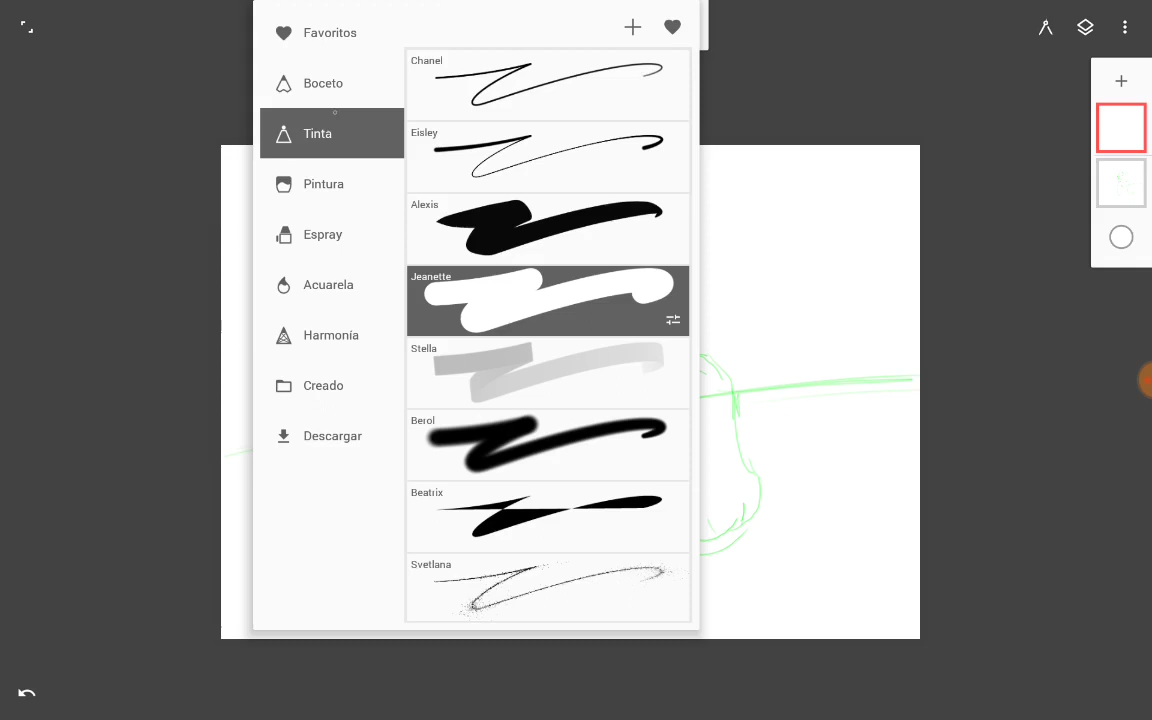 Favoritos
Boceto
Tinta
Pintura
Espray
Acuarela
Harmonía
Creado
Descargar
Chanel
Eisley
Alexis
Jeanette
Stella
Berol
Beatrix
Svetlana